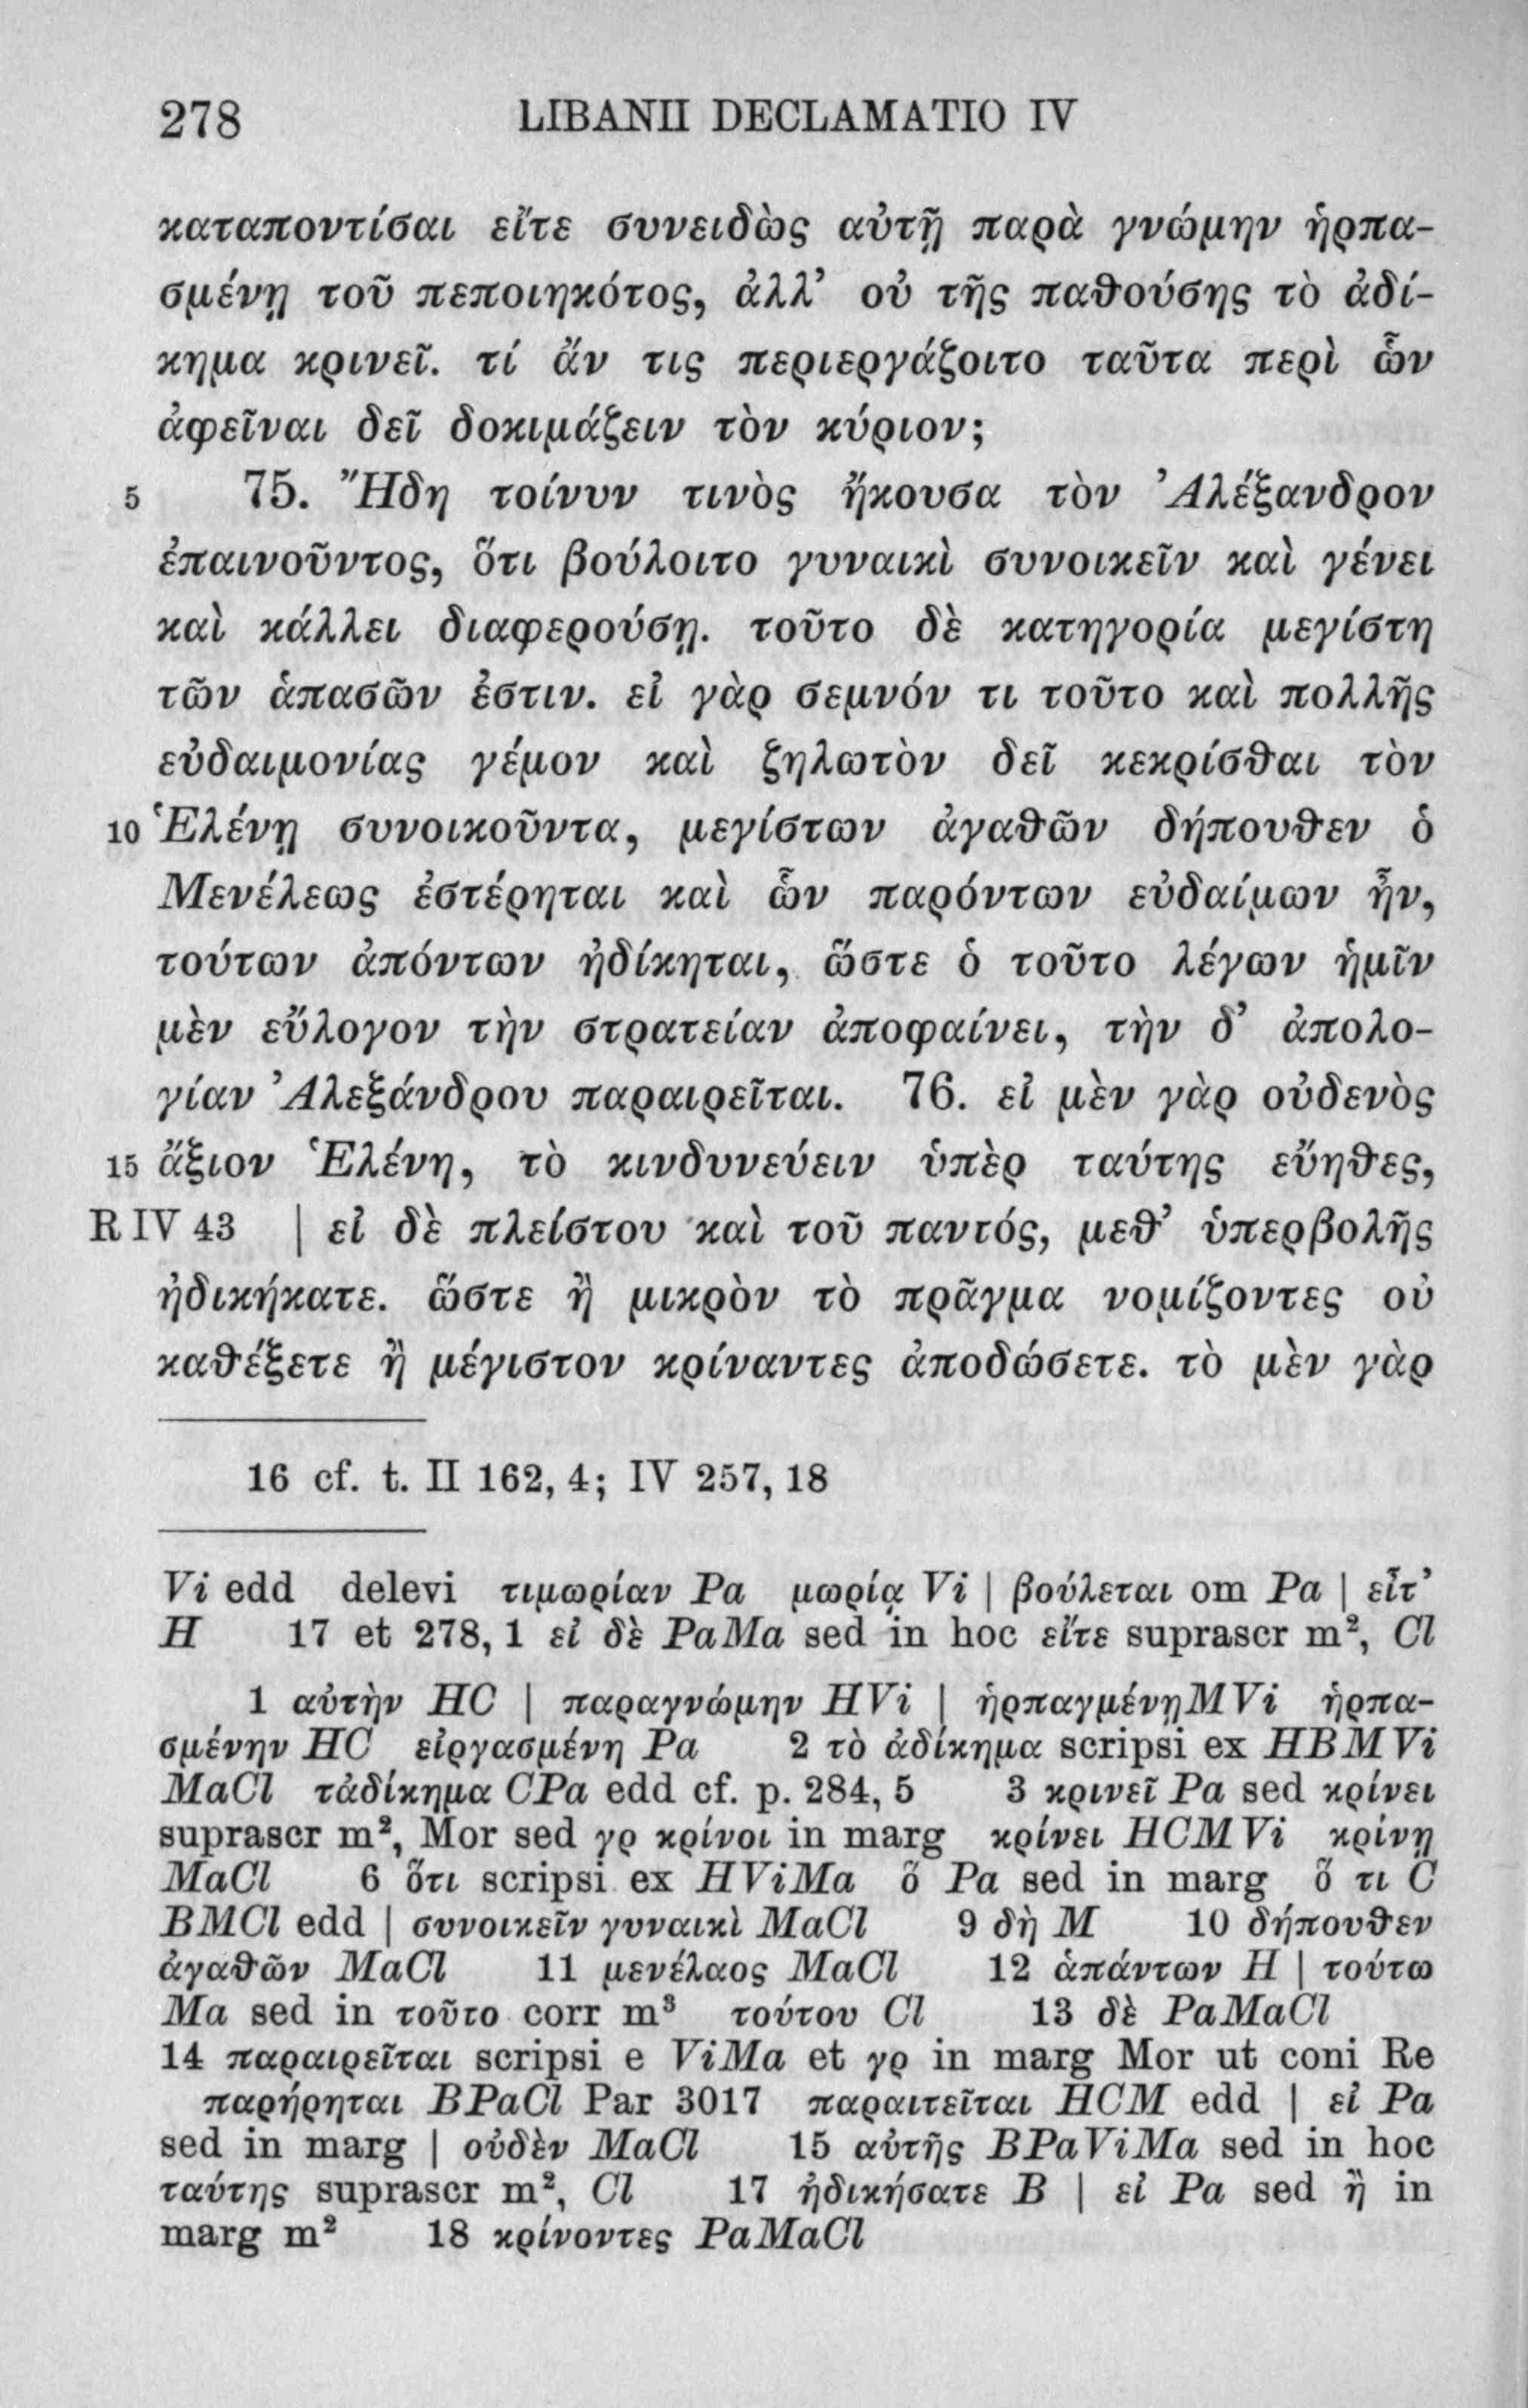 278 LIBANII DECLAMATIO IV
καταποντίσαι εἴτε συνειδὼς αὐτῇ παρὰ γνώμην ἡρπα-
σμένῃ τοῦ πεποιηκότος, ἀλλ’ οὐ τῆς παθούσης τὸ ἀδί-
κημα κρινεῖ. τί ἄν τις περιεργάζοιτο ταῦτα περὶ ὧν
ἀφεῖναι δεῖ δοκιμάζειν τὸν κύριον;
5 75. Ἤδη τοίνυν τινὸς ἤκουσα τὸν Ἀλέξανδρον
ἐπαινοῦντος, ὅτι βούλοιτο γυναικὶ συνοικεῖν καὶ γένει
καὶ κάλλει διαφερούσῃ. τοῦτο δὲ κατηγορία μεγίστη
τῶν ἁπασῶν ἐστιν. εἰ γὰρ σεμνόν τι τοῦτο καὶ πολλῆς
εὐδαιμονίας γέμον καὶ ζηλωτὸν δεῖ κεκρίσθαι τὸν
10 Ἑλένῃ συνοικοῦντα, μεγίστων ἀγαθῶν δήπουθεν ὁ
Μενέλεως ἐστέρηται καὶ ὧν παρόντων εὐδαίμων ἦν,
τούτων ἀπόντων ἠδίκηται, ὥστε ὁ τοῦτο λέγων ἡμῖν
μὲν εὔλογον τὴν στρατείαν ἀποφαίνει, τὴν δ’ ἀπολο-
γίαν Ἀλεξάνδρου παραιρεῖται. 76. εἰ μὲν γὰρ οὐδενὸς
15 ἄξιον Ἑλένη, τὸ κινδυνεύειν ὑπὲρ ταύτης εὔηθες,
R IV 43 | εἰ δὲ πλείστου καὶ τοῦ παντός, μεθ’ ὑπερβολῆς
ἠδικήκατε. ὥστε ἢ μικρὸν τὸ πρᾶγμα νομίζοντες οὐ
καθέξετε ἢ μέγιστον κρίναντες ἀποδώσετε. τὸ μὲν γὰρ
16 cf. t. II 162, 4; IV 257, 18
Vi edd delevi τιμωρίαν Pa μωρίᾳ Vi | βούλεται om Pa | εἶτ’
H 17 et 278, 1 εἰ δὲ PaMa sed in hoc εἴτε suprascr m², Cl
1 αὐτὴν HC | παραγνώμην HVi | ἡρπαγμένῃ MVi ἡρπα-
σμένην HC εἰργασμένη Pa 2 τὸ ἀδίκημα scripsi ex HBMVi
MaCl τἀδίκημα CPa edd cf. p. 284, 5 3 κρινεῖ Pa sed κρίνει
suprascr m², Mor sed γρ κρίνοι in marg κρίνει HCMVi κρίνῃ
MaCl 6 ὅτι scripsi ex HViMa ὅ Pa sed in marg ὅ τι C
BMCl edd | συνοικεῖν γυναικὶ MaCl 9 δὴ M 10 δήπουθεν
ἀγαθῶν MaCl 11 μενέλαος MaCl 12 ἁπάντων H | τούτω
Ma sed in τοῦτο corr m³ τούτου Cl 13 δὲ PaMaCl
14 παραιρεῖται scripsi e ViMa et γρ in marg Mor ut coni Re
παρῄρηται BPaCl Par 3017 παραιτεῖται HCM edd | εἰ Pa
sed in marg | οὐδὲν MaCl 15 αὐτῆς BPaViMa sed in hoc
ταύτης suprascr m², Cl 17 ἠδικήσατε B | εἰ Pa sed ἢ in
marg m² 18 κρίνοντες PaMaCl